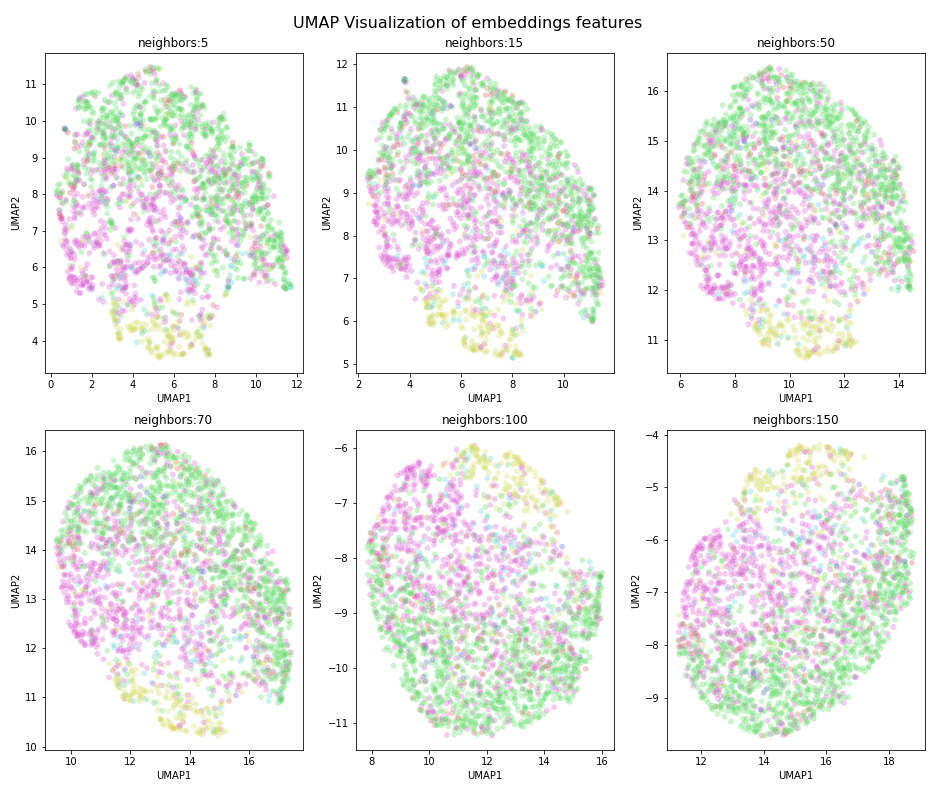 UMAP Visualization of embeddings features
neighbors:5
11
10
9
8
7
6
5
4
UMAP2
0 2 4 6 8 10 12
UMAP1
neighbors:15
12
11
10
9
8
7
6
5
UMAP2
2 4 6 8 10
UMAP1
neighbors:50
16
15
14
13
12
11
UMAP2
6 8 10 12 14
UMAP1
neighbors:70
16
15
14
13
12
11
10
UMAP2
10 12 14 16
UMAP1
neighbors:100
−6
−7
−8
−9
−10
−11
UMAP2
8 10 12 14 16
UMAP1
neighbors:150
−4
−5
−6
−7
−8
−9
UMAP2
12 14 16 18
UMAP1